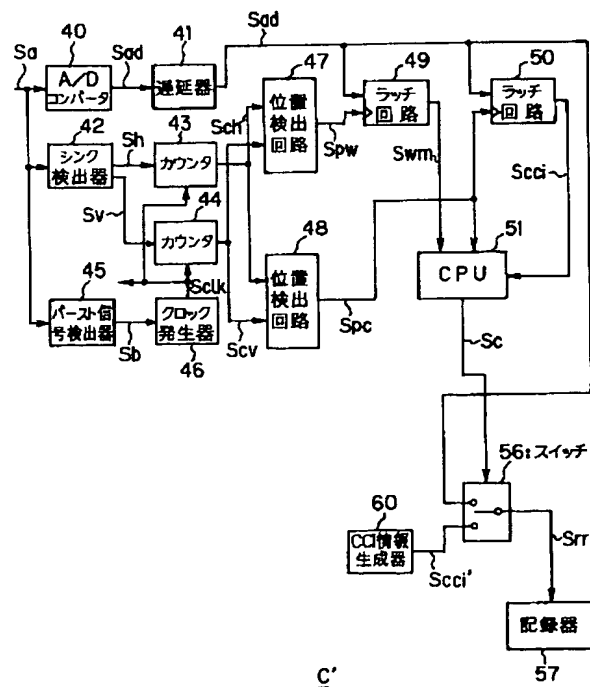 Sa
40
A/D
コンバータ
Sad
41
遅延器
Sad
47
位置
検出
回路
Spw
49
ラッチ
回路
Swm
50
ラッチ
回路
Scci
42
シンク
検出器
Sh
Sv
43
カウンタ
Sch
44
カウンタ
Sclk
48
位置
検出
回路
Spc
51
CPU
45
バースト信
号検出器
Sb
クロック
発生器
46
Scv
Sc
56:スイッチ
60
CCI情報
生成器
Scci'
Srr
記録器
57
C'